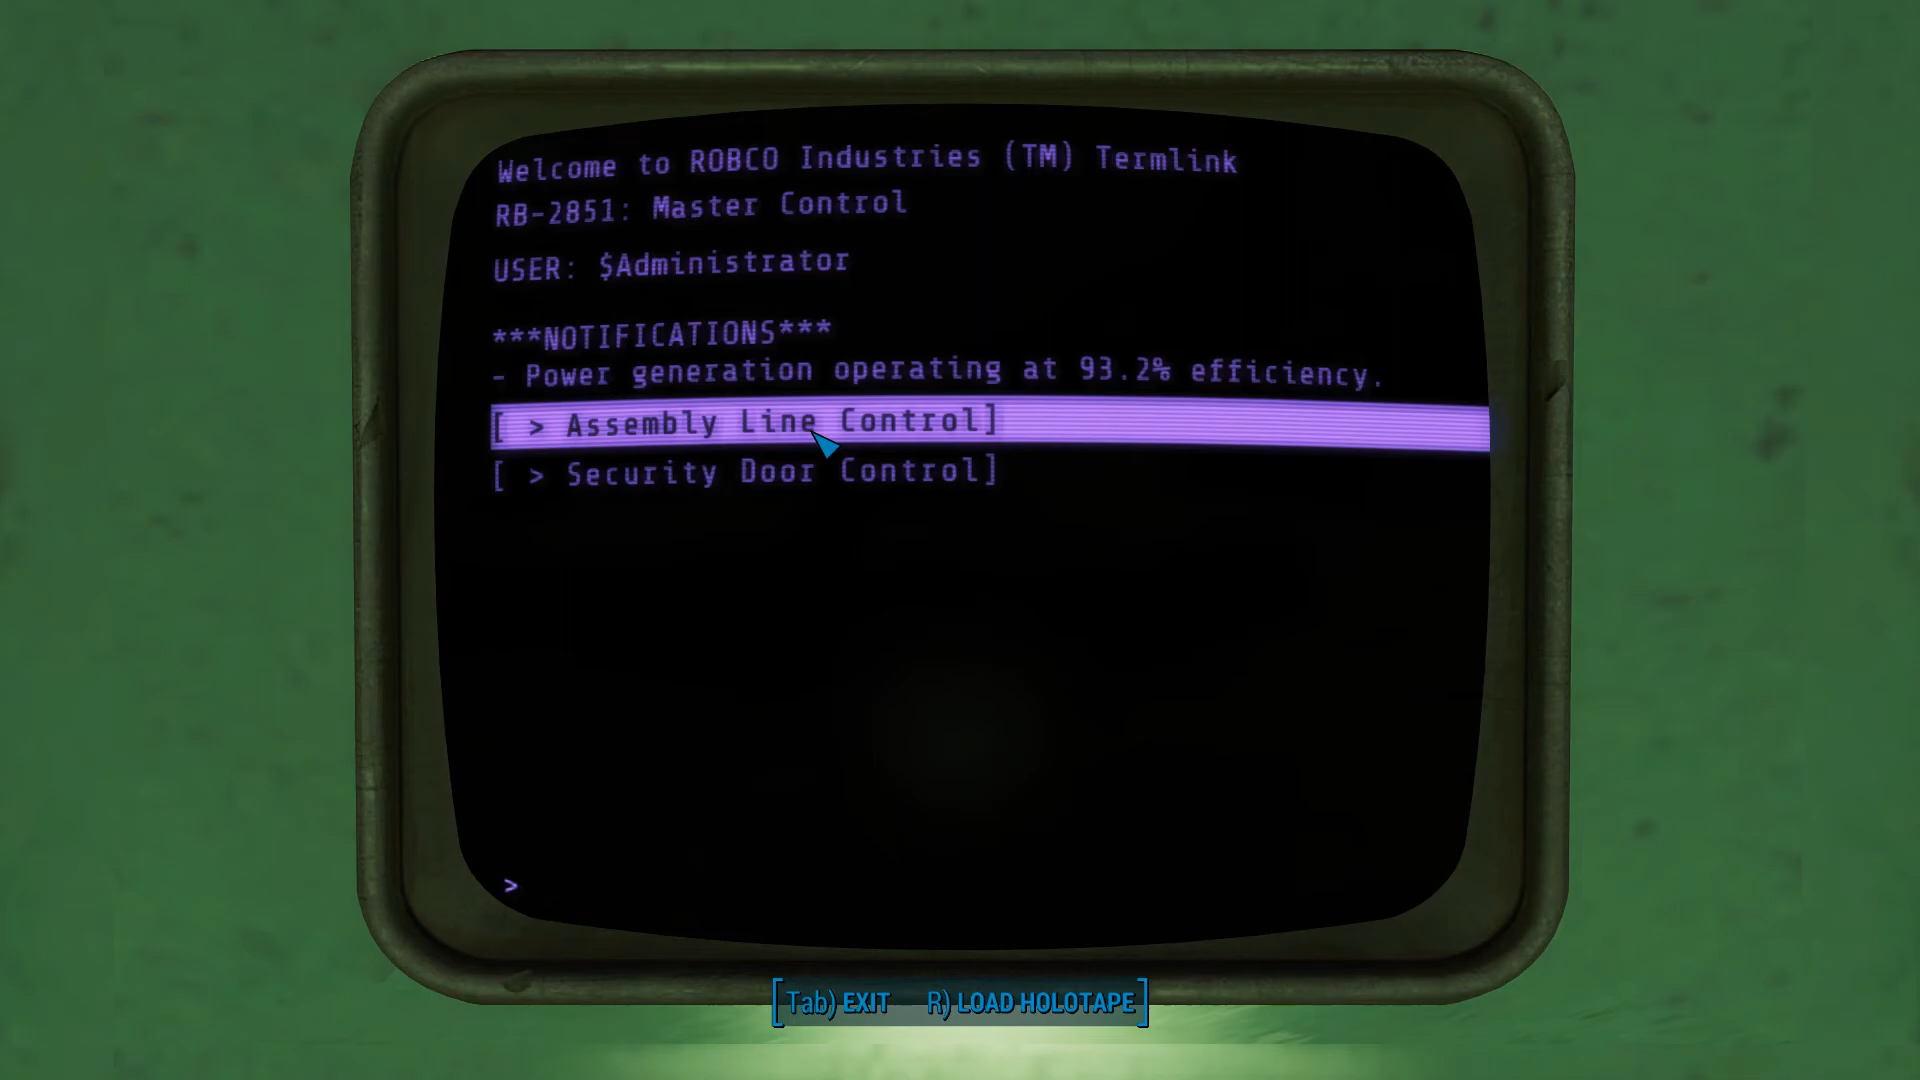 Welcome to ROBCO Industries (TM) Termlink
RB-2851: Master Control
USER: $Administrator
***NOTIFICATIONS***
- Power generation operating at 93.2% efficiency.
[ > Assembly Line Control]
[ > Security Door Control]
>
Tab) EXIT R) LOAD HOLOTAPE